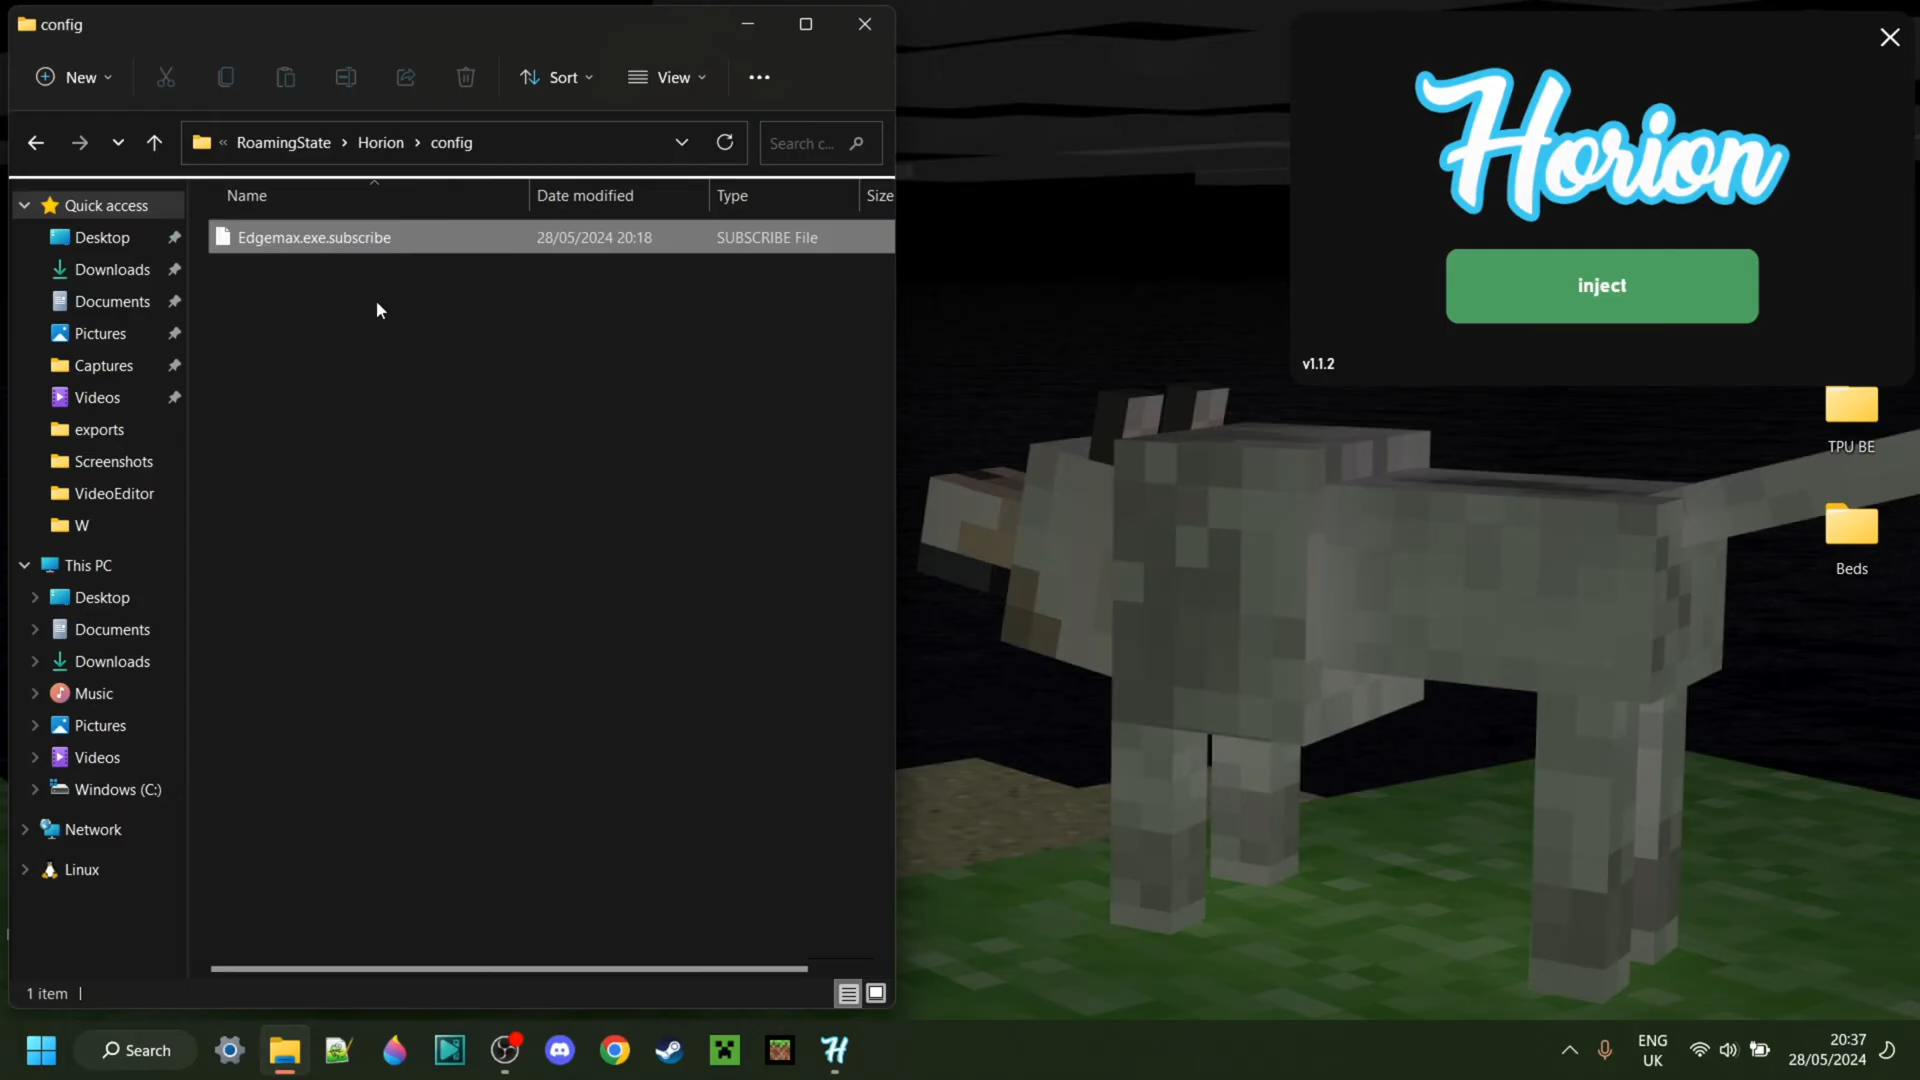 config
New
Sort
View
RoamingState
Horion
config
Search c...
Name
Date modified
Type
Size
Edgemax.exe.subscribe
28/05/2024 20:18
SUBSCRIBE File
Quick access
Desktop
Downloads
Documents
Pictures
Captures
Videos
exports
Screenshots
VideoEditor
W
This PC
Desktop
Documents
Downloads
Music
Pictures
Videos
Windows (C:)
Network
Linux
1 item
Horion
inject
v1.1.2
TPU BE
Beds
Search
ENG
UK
20:37
28/05/2024